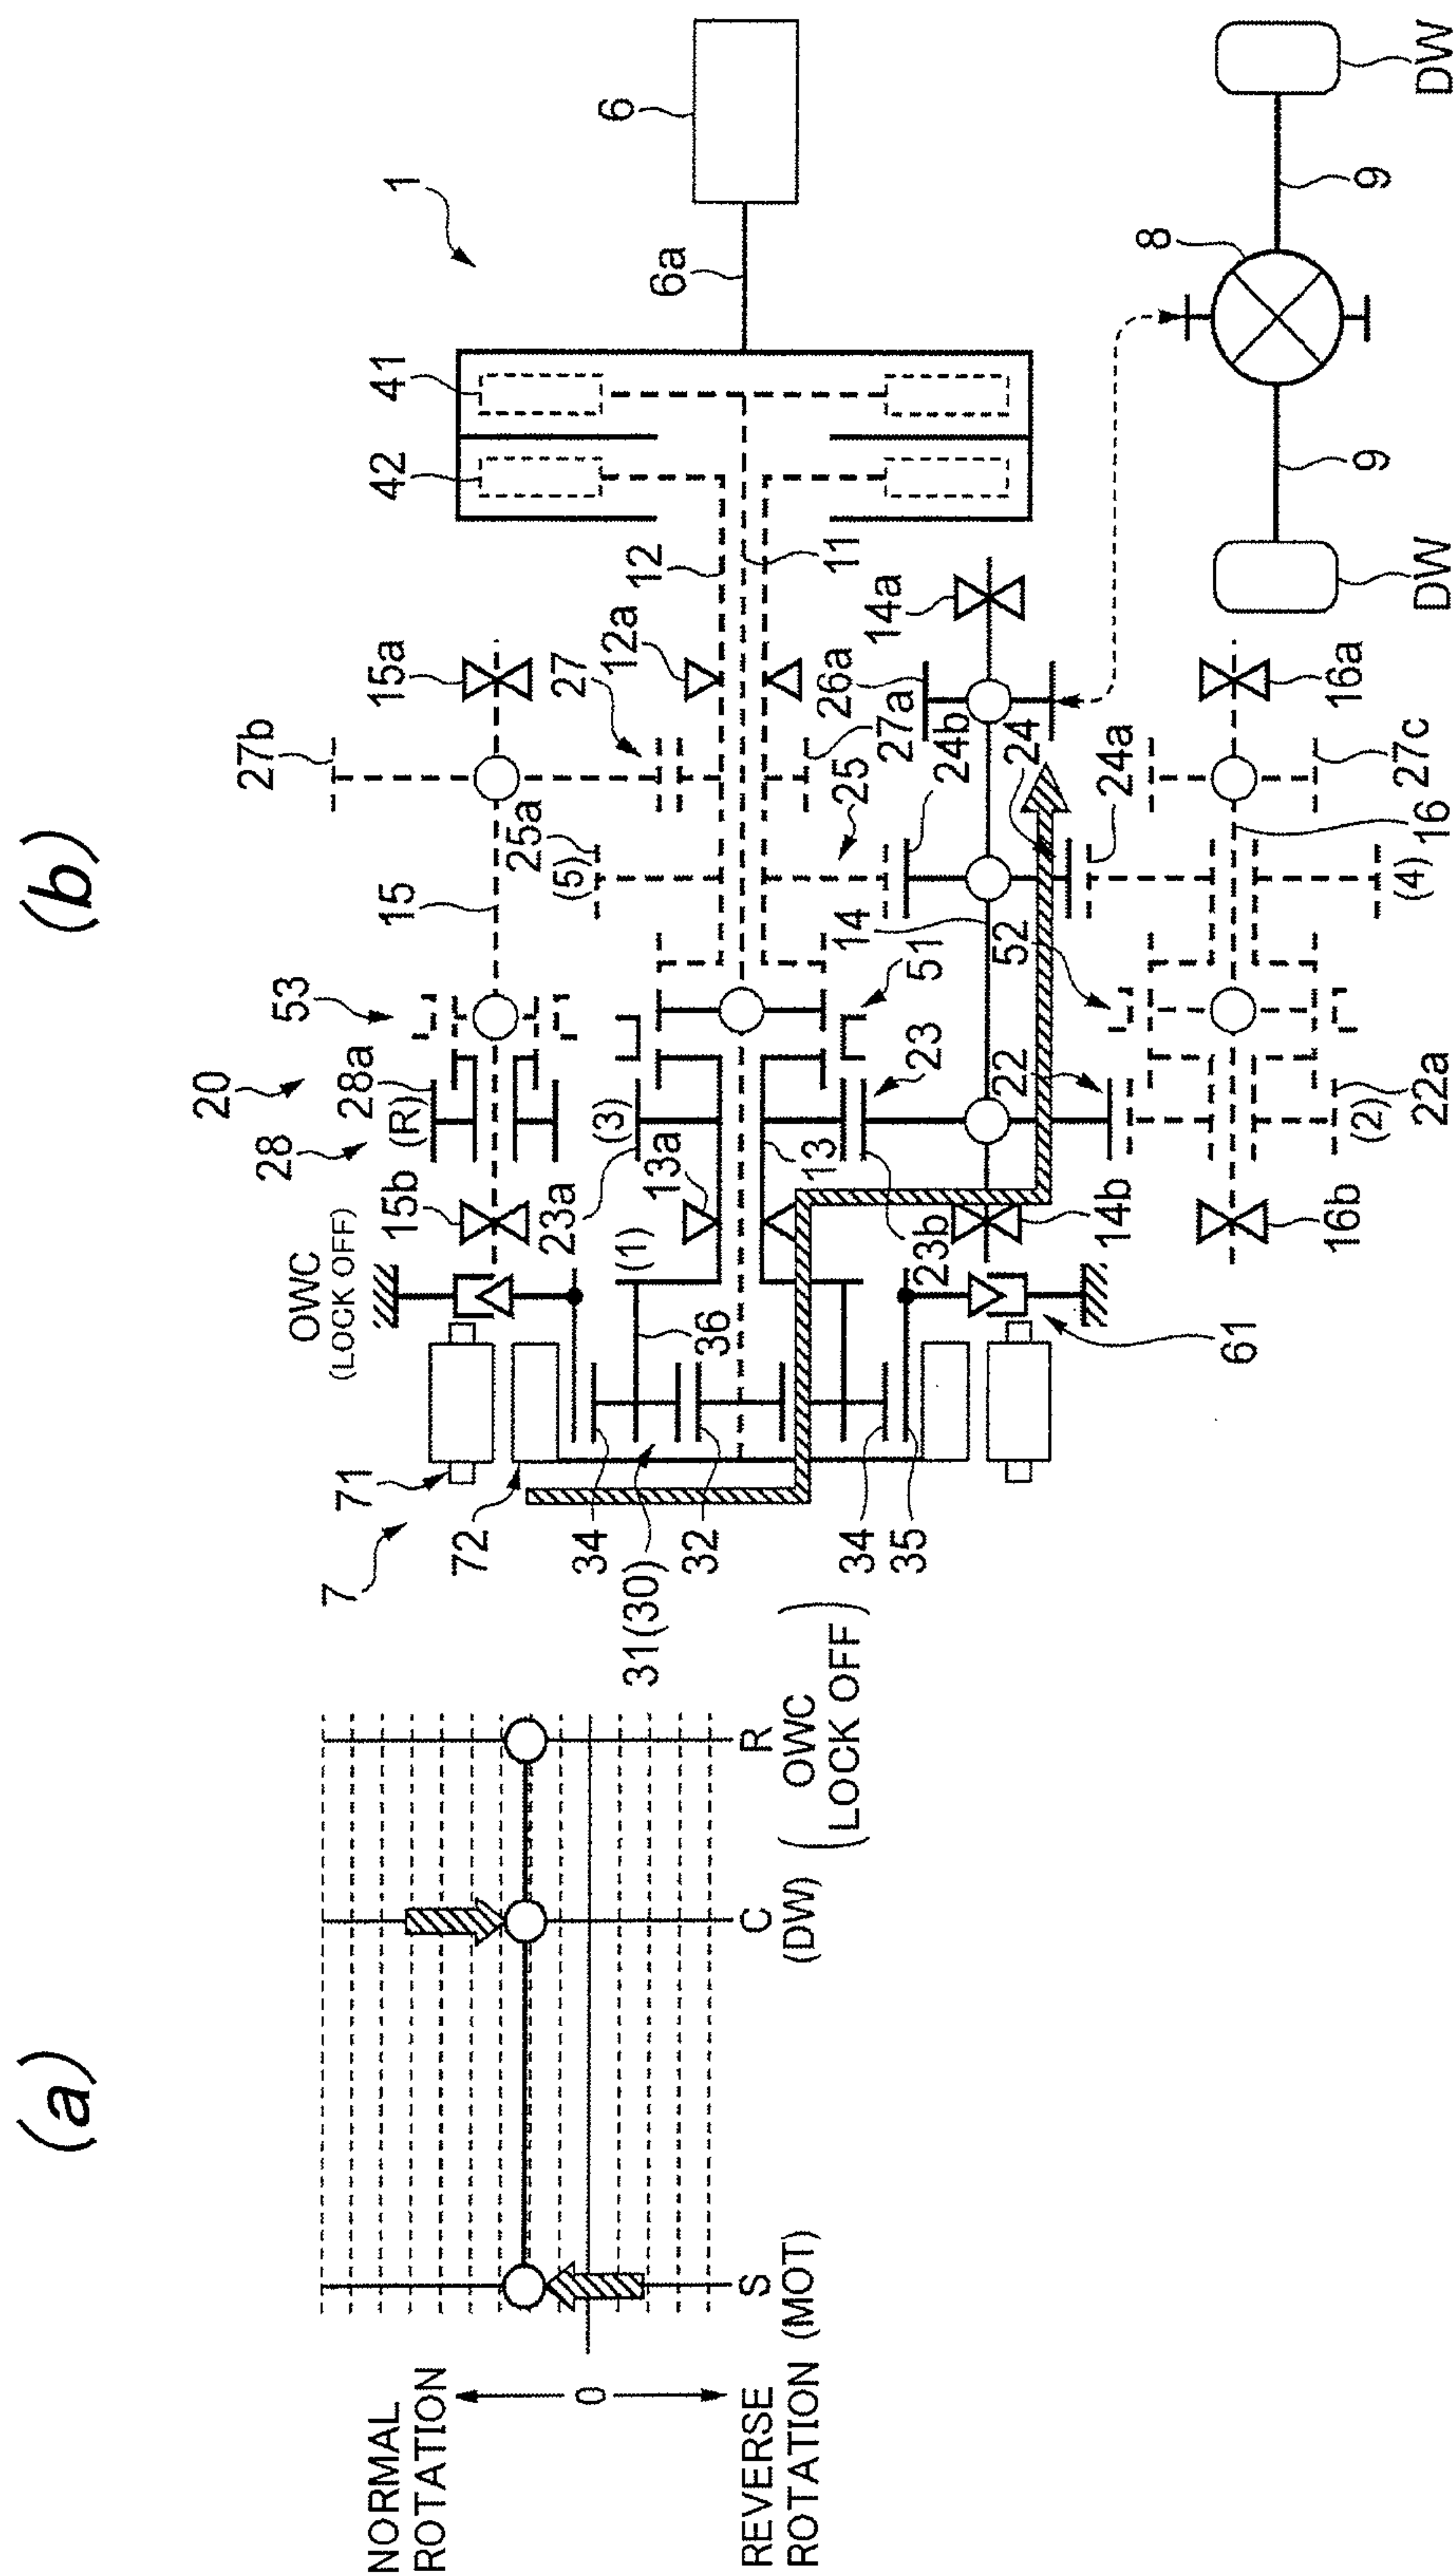 (a)
NORMAL
ROTATION
0
REVERSE
ROTATION
S
(MOT)
C
(DW)
R
OWC
(LOCK OFF)
(b)
1
7
71
72
OWC
(LOCK OFF)
20
28
28a
(R)
53
15b
15
15a
27b
25a
(5)
27
12a
12
42
41
6a
6
23a
(3)
13a
(1)
36
13
34
31(30)
32
34
35
23
51
14
25
27a
26a
24b
24
24a
11
14a
23b
14b
22
52
61
16b
22a
(2)
(4)
16
27c
16a
8
9
9
DW
DW